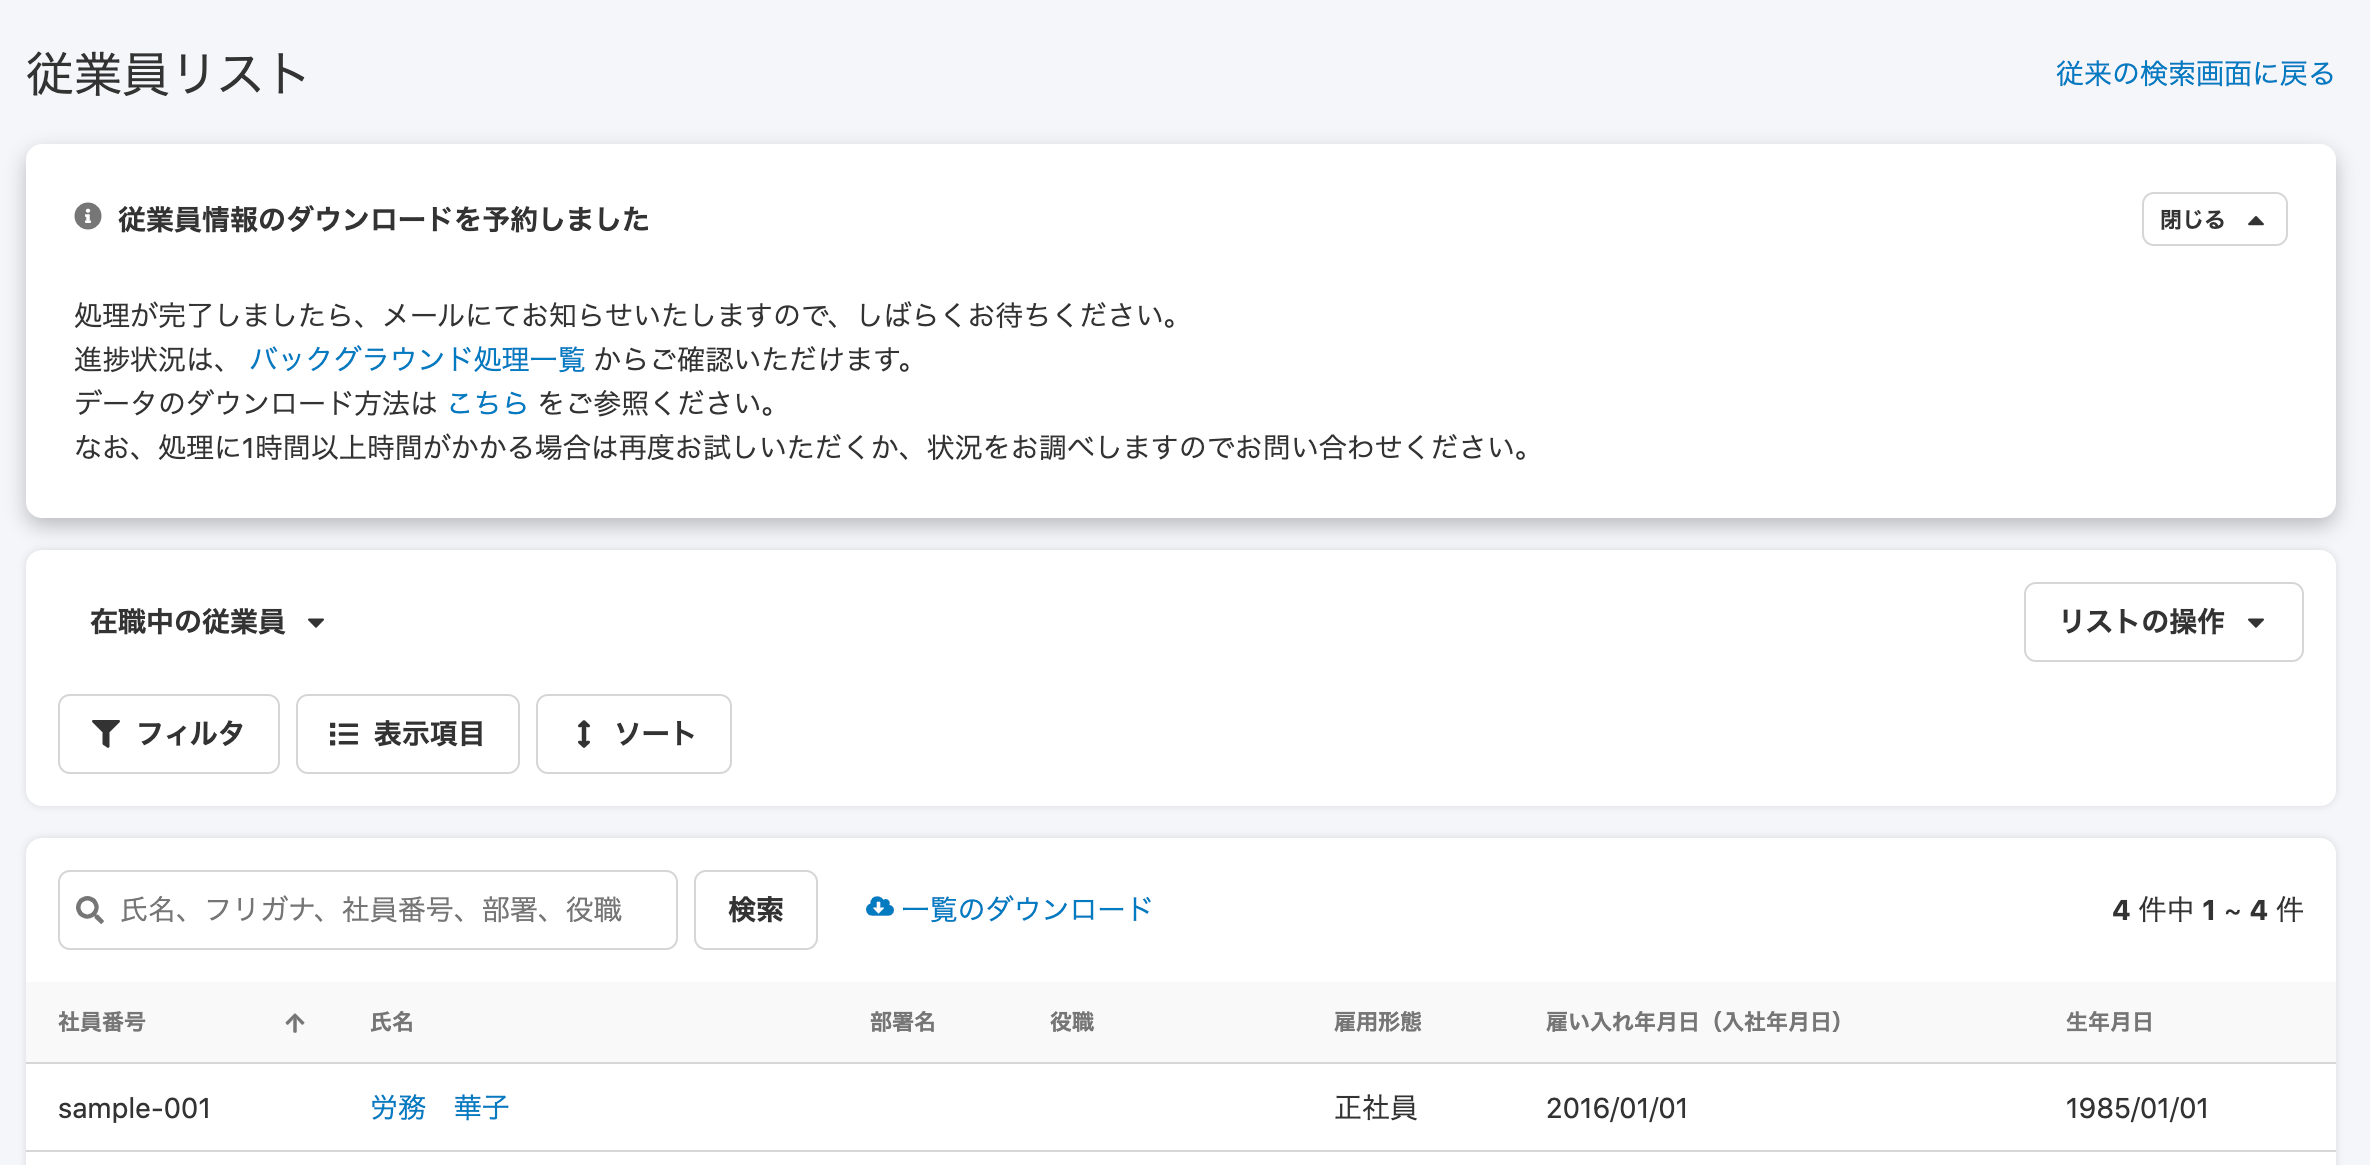 従業員リスト
従来の検索画面に戻る
従業員情報のダウンロードを予約しました
閉じる
処理が完了しましたら、メールにてお知らせいたしますので、しばらくお待ちください。
進捗状況は、 バックグラウンド処理一覧 からご確認いただけます。
データのダウンロード方法は こちら をご参照ください。
なお、処理に1時間以上時間がかかる場合は再度お試しいただくか、状況をお調べしますのでお問い合わせください。
在職中の従業員
リストの操作
フィルタ 表示項目 ソート
氏名、フリガナ、社員番号、部署、役職 検索 一覧のダウンロード 4 件中 1 ~ 4 件
社員番号 氏名 部署名 役職 雇用形態 雇い入れ年月日（入社年月日） 生年月日
sample-001 労務　華子 正社員 2016/01/01 1985/01/01